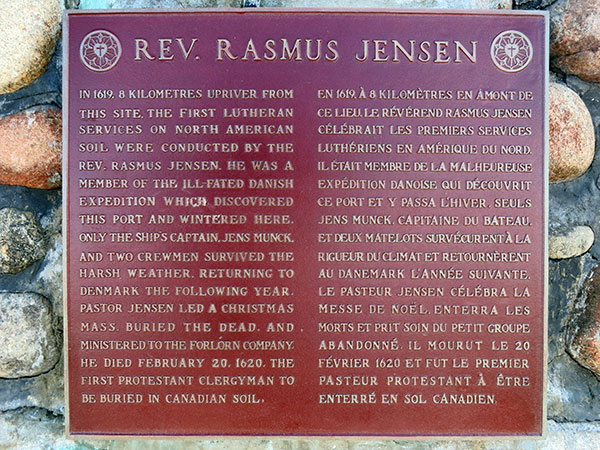 REV. RASMUS JENSEN
IN 1619, 8 KILOMETRES UPRIVER FROM
THIS SITE, THE FIRST LUTHERAN
SERVICES ON NORTH AMERICAN
SOIL WERE CONDUCTED BY THE
REV. RASMUS JENSEN. HE WAS A
MEMBER OF THE ILL-FATED DANISH
EXPEDITION WHICH DISCOVERED
THIS PORT AND WINTERED HERE.
ONLY THE SHIP'S CAPTAIN, JENS MUNCK,
AND TWO CREWMEN SURVIVED THE
HARSH WEATHER, RETURNING TO
DENMARK THE FOLLOWING YEAR.
PASTOR JENSEN LED A CHRISTMAS
MASS, BURIED THE DEAD, AND
MINISTERED TO THE FORLORN COMPANY.
HE DIED FEBRUARY 20, 1620, THE
FIRST PROTESTANT CLERGYMAN TO
BE BURIED IN CANADIAN SOIL.
EN 1619, À 8 KILOMÈTRES EN AMONT DE
CE LIEU, LE RÉVÉREND RASMUS JENSEN
CÉLÉBRAIT LES PREMIERS SERVICES
LUTHÉRIENS EN AMÉRIQUE DU NORD.
IL ÉTAIT MEMBRE DE LA MALHEUREUSE
EXPÉDITION DANOISE QUI DÉCOUVRIT
CE PORT ET Y PASSA L'HIVER. SEULS
JENS MUNCK, CAPITAINE DU BATEAU,
ET DEUX MATELOTS SURVÉCURENT À LA
RIGUEUR DU CLIMAT ET RETOURNÈRENT
AU DANEMARK L'ANNÉE SUIVANTE.
LE PASTEUR JENSEN CÉLÉBRA LA
MESSE DE NOËL, ENTERRA LES
MORTS ET PRIT SOIN DU PETIT GROUPE
ABANDONNÉ. IL MOURUT LE 20
FÉVRIER 1620 ET FUT LE PREMIER
PASTEUR PROTESTANT À ÊTRE
ENTERRÉ EN SOL CANADIEN.